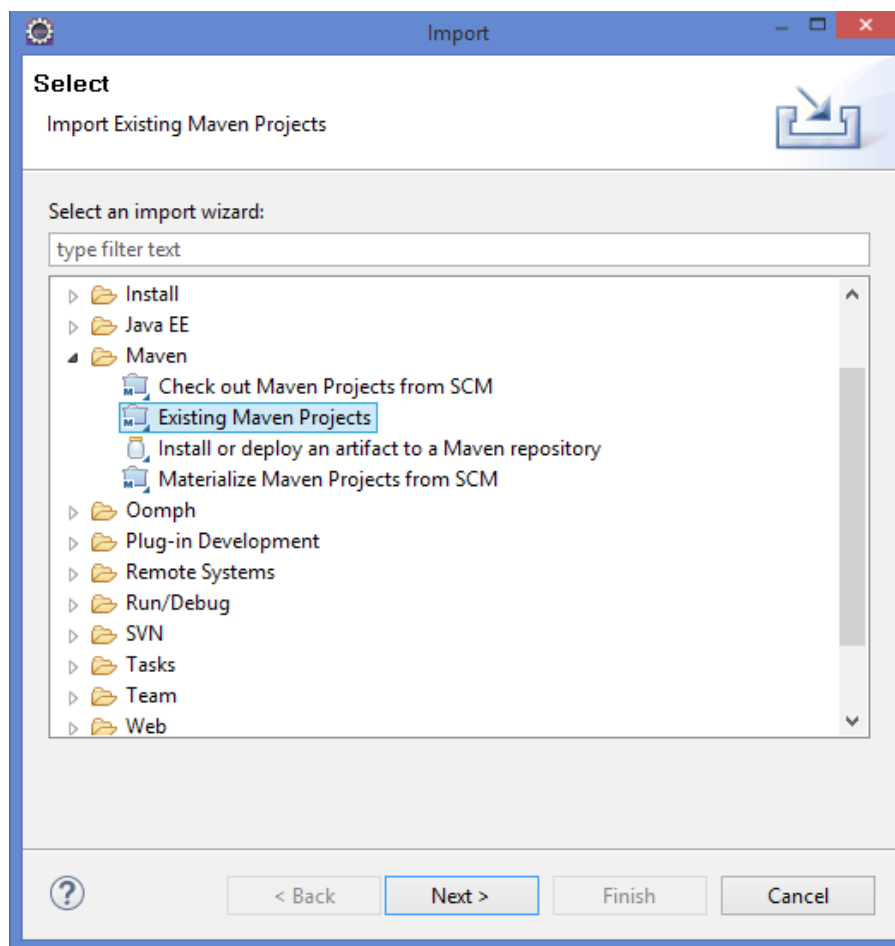 Import
Select
Import Existing Maven Projects
Select an import wizard:
type filter text
Install
Java EE
Maven
Check out Maven Projects from SCM
Existing Maven Projects
Install or deploy an artifact to a Maven repository
Materialize Maven Projects from SCM
Oomph
Plug-in Development
Remote Systems
Run/Debug
SVN
Tasks
Team
Web
? < Back Next > Finish Cancel